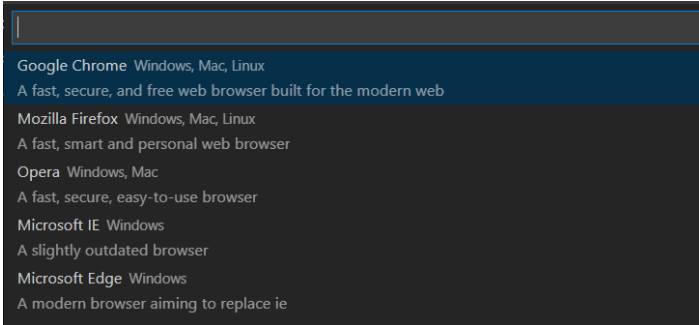 Google Chrome Windows, Mac, Linux
A fast, secure, and free web browser built for the modern web
Mozilla Firefox Windows, Mac, Linux
A fast, smart and personal web browser
Opera Windows, Mac
A fast, secure, easy-to-use browser
Microsoft IE Windows
A slightly outdated browser
Microsoft Edge Windows
A modern browser aiming to replace ie